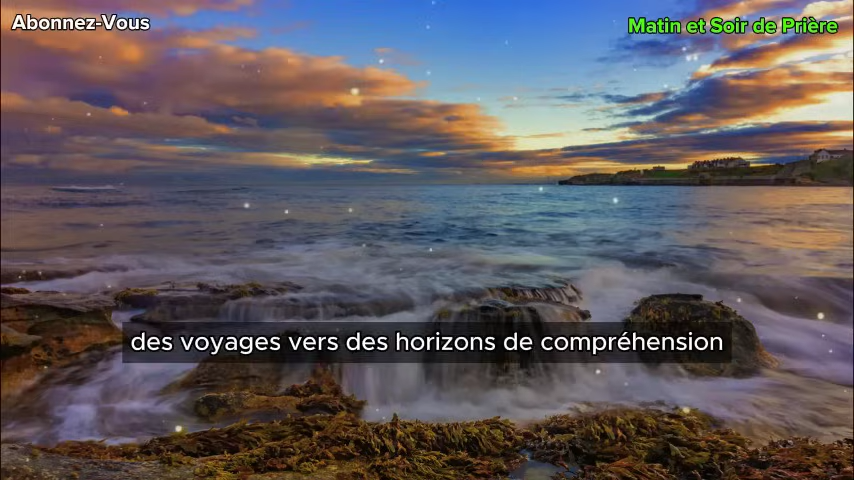 Abonnez-Vous
Matin et Soir de Prière
des voyages vers des horizons de compréhension